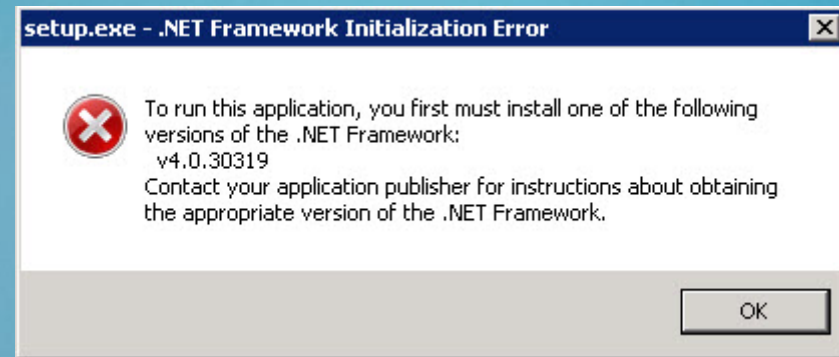 setup.exe - .NET Framework Initialization Error
To run this application, you first must install one of the following
versions of the .NET Framework:
v4.0.30319
Contact your application publisher for instructions about obtaining
the appropriate version of the .NET Framework.
OK